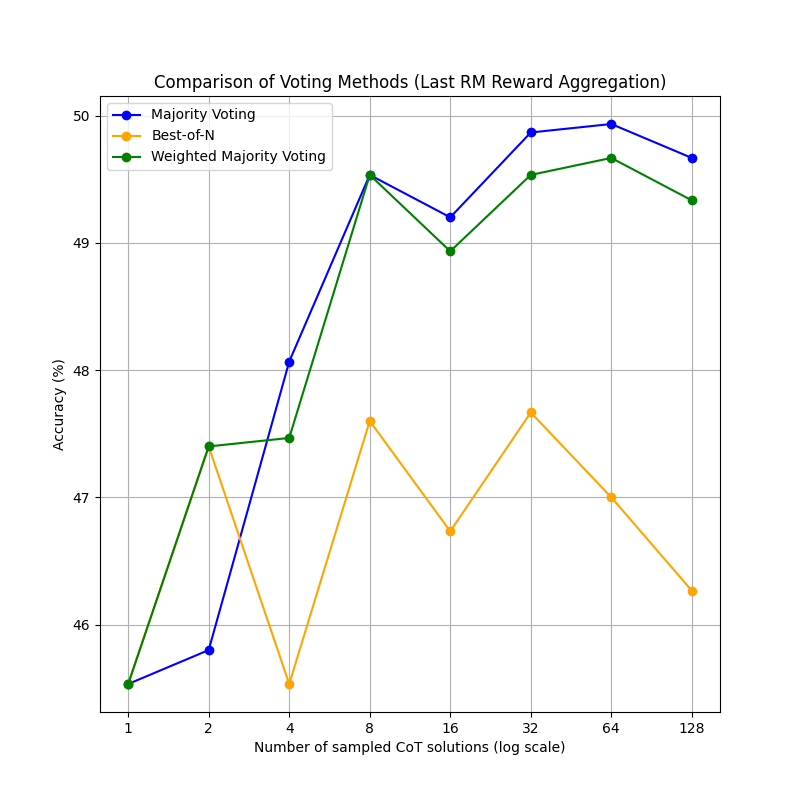 Comparison of Voting Methods (Last RM Reward Aggregation)
Majority Voting
Best-of-N
Weighted Majority Voting
50
49
48
47
46
Accuracy (%)
1 2 4 8 16 32 64 128
Number of sampled CoT solutions (log scale)